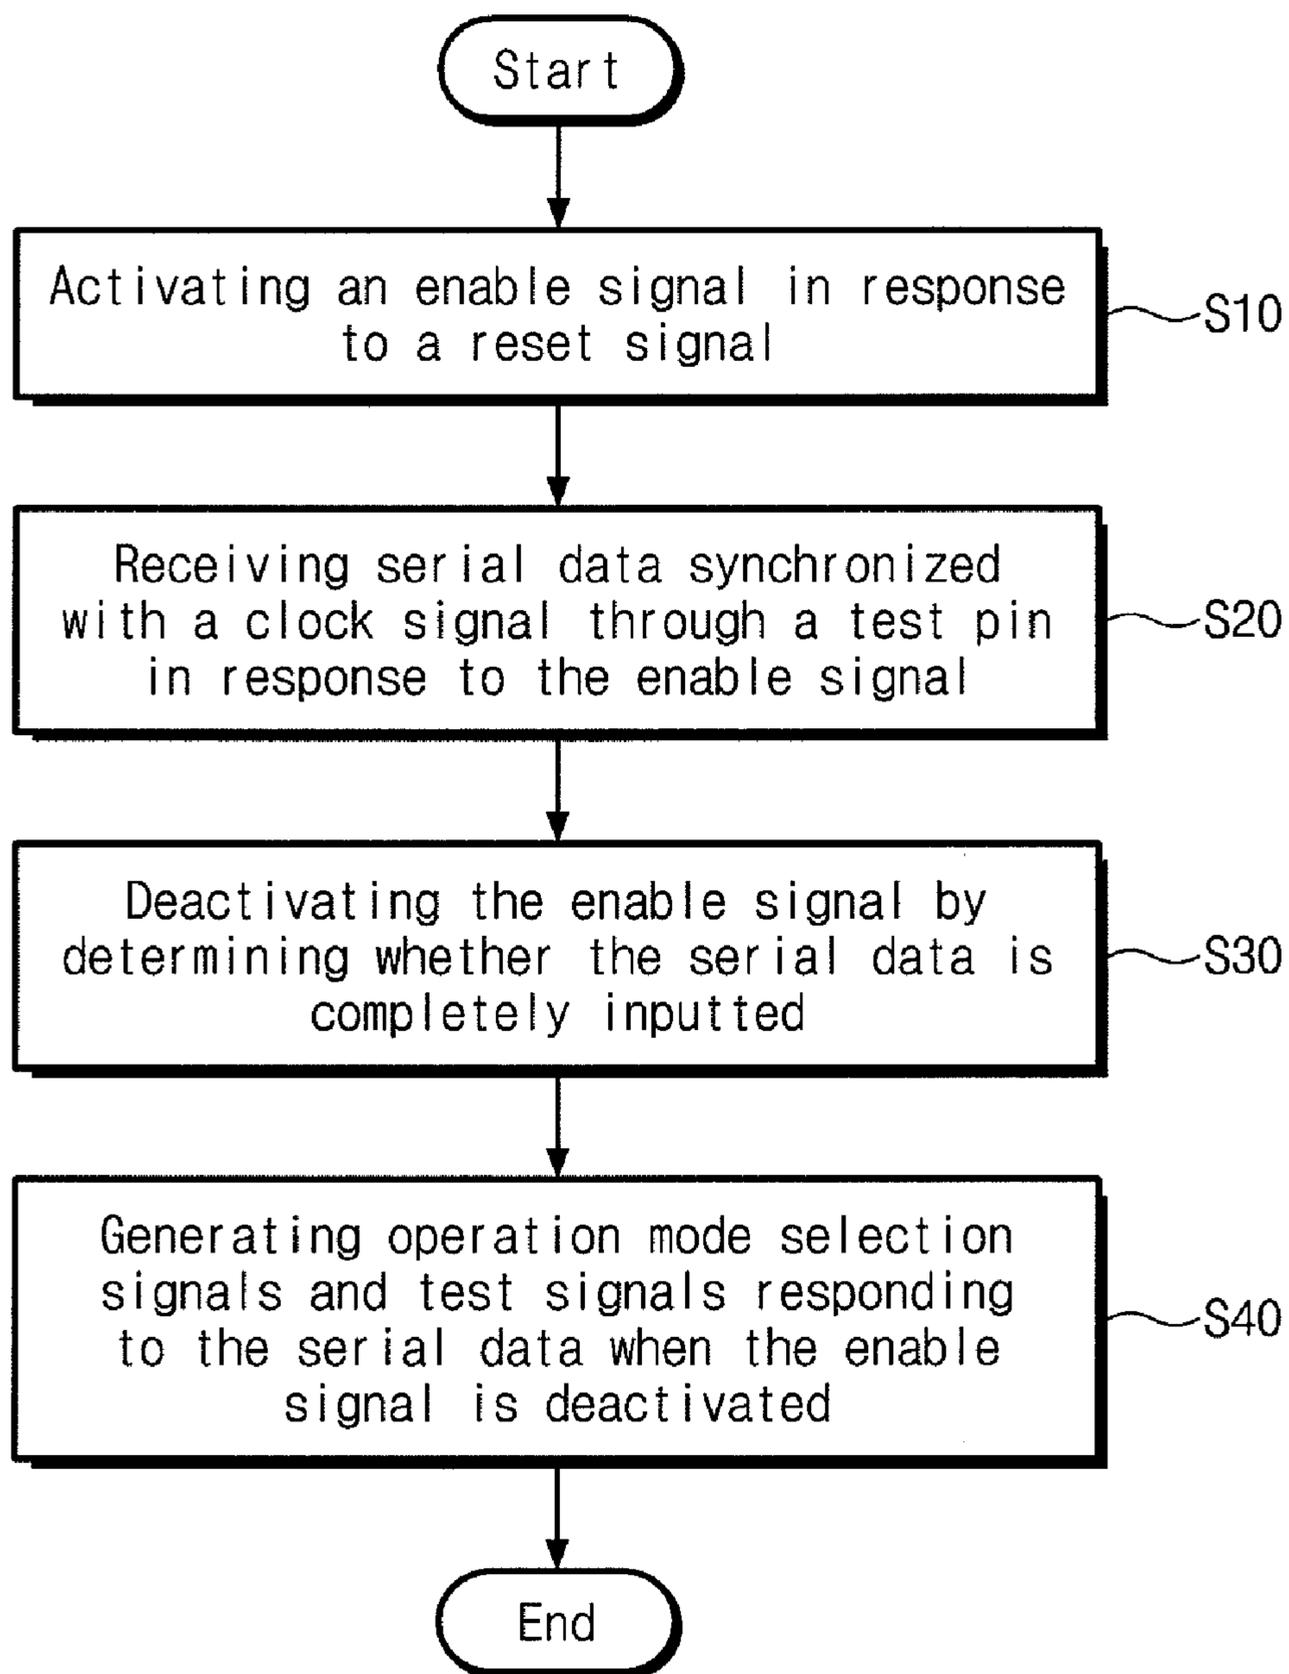 Start
Activating an enable signal in response
to a reset signal
S10
Receiving serial data synchronized
with a clock signal through a test pin
in response to the enable signal
S20
Deactivating the enable signal by
determining whether the serial data is
completely inputted
S30
Generating operation mode selection
signals and test signals responding
to the serial data when the enable
signal is deactivated
S40
End